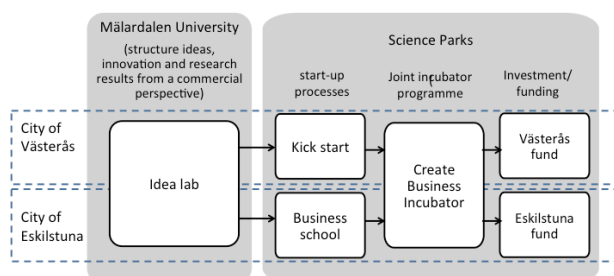 Mälardalen University
(structure ideas,
innovation and research
results from a commercial
perspective)
Science Parks
start-up
processes
Joint incubator
programme
Investment/
funding
City of
Västerås
Idea lab
Kick start
Create
Business
Incubator
Västerås
fund
City of
Eskilstuna
Business
school
Eskilstuna
fund